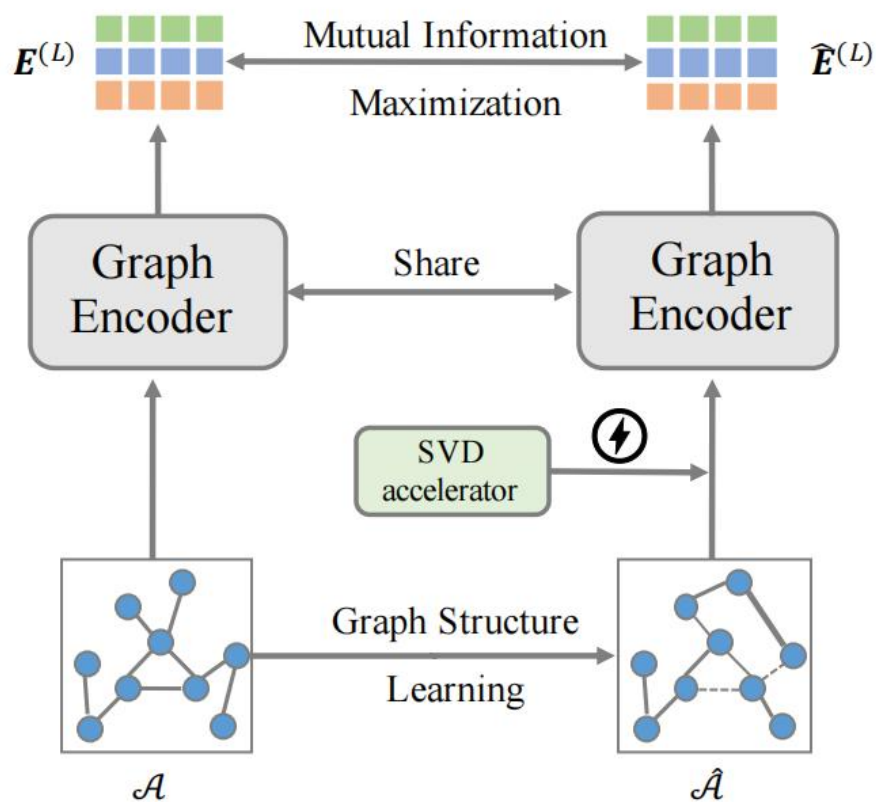 E^(L)
Mutual Information
Maximization
Ê^(L)
Graph
Encoder
Share
Graph
Encoder
SVD
accelerator
Graph Structure
Learning
𝒜
𝒜̂